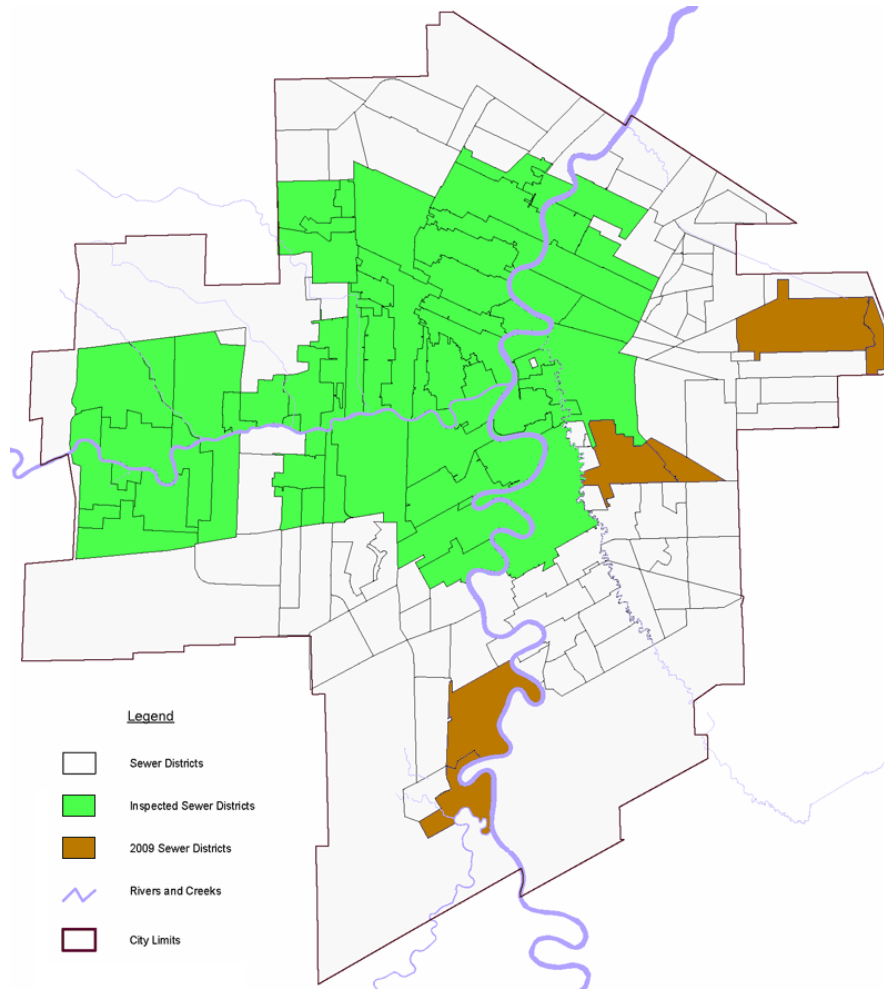 Legend
Sewer Districts
Inspected Sewer Districts
2009 Sewer Districts
Rivers and Creeks
City Limits